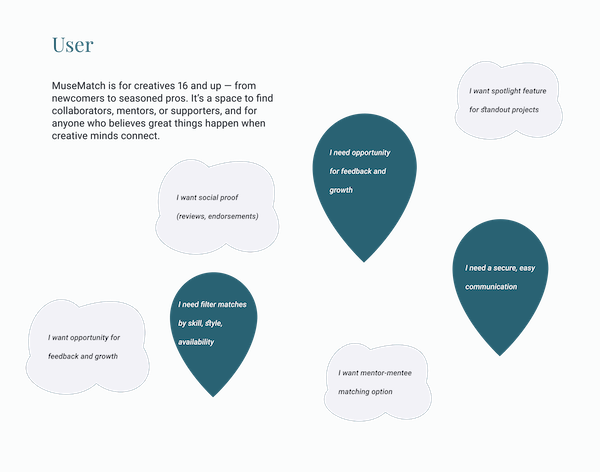 User
MuseMatch is for creatives 16 and up — from
newcomers to seasoned pros. It's a space to find
collaborators, mentors, or supporters, and for
anyone who believes great things happen when
creative minds connect.
I want spotlight feature
for standout projects
I need opportunity
for feedback and
growth
I want social proof
(reviews, endorsements)
I need a secure, easy
communication
I need filter matches
by skill, style,
availability
I want opportunity for
feedback and growth
I want mentor-mentee
matching option